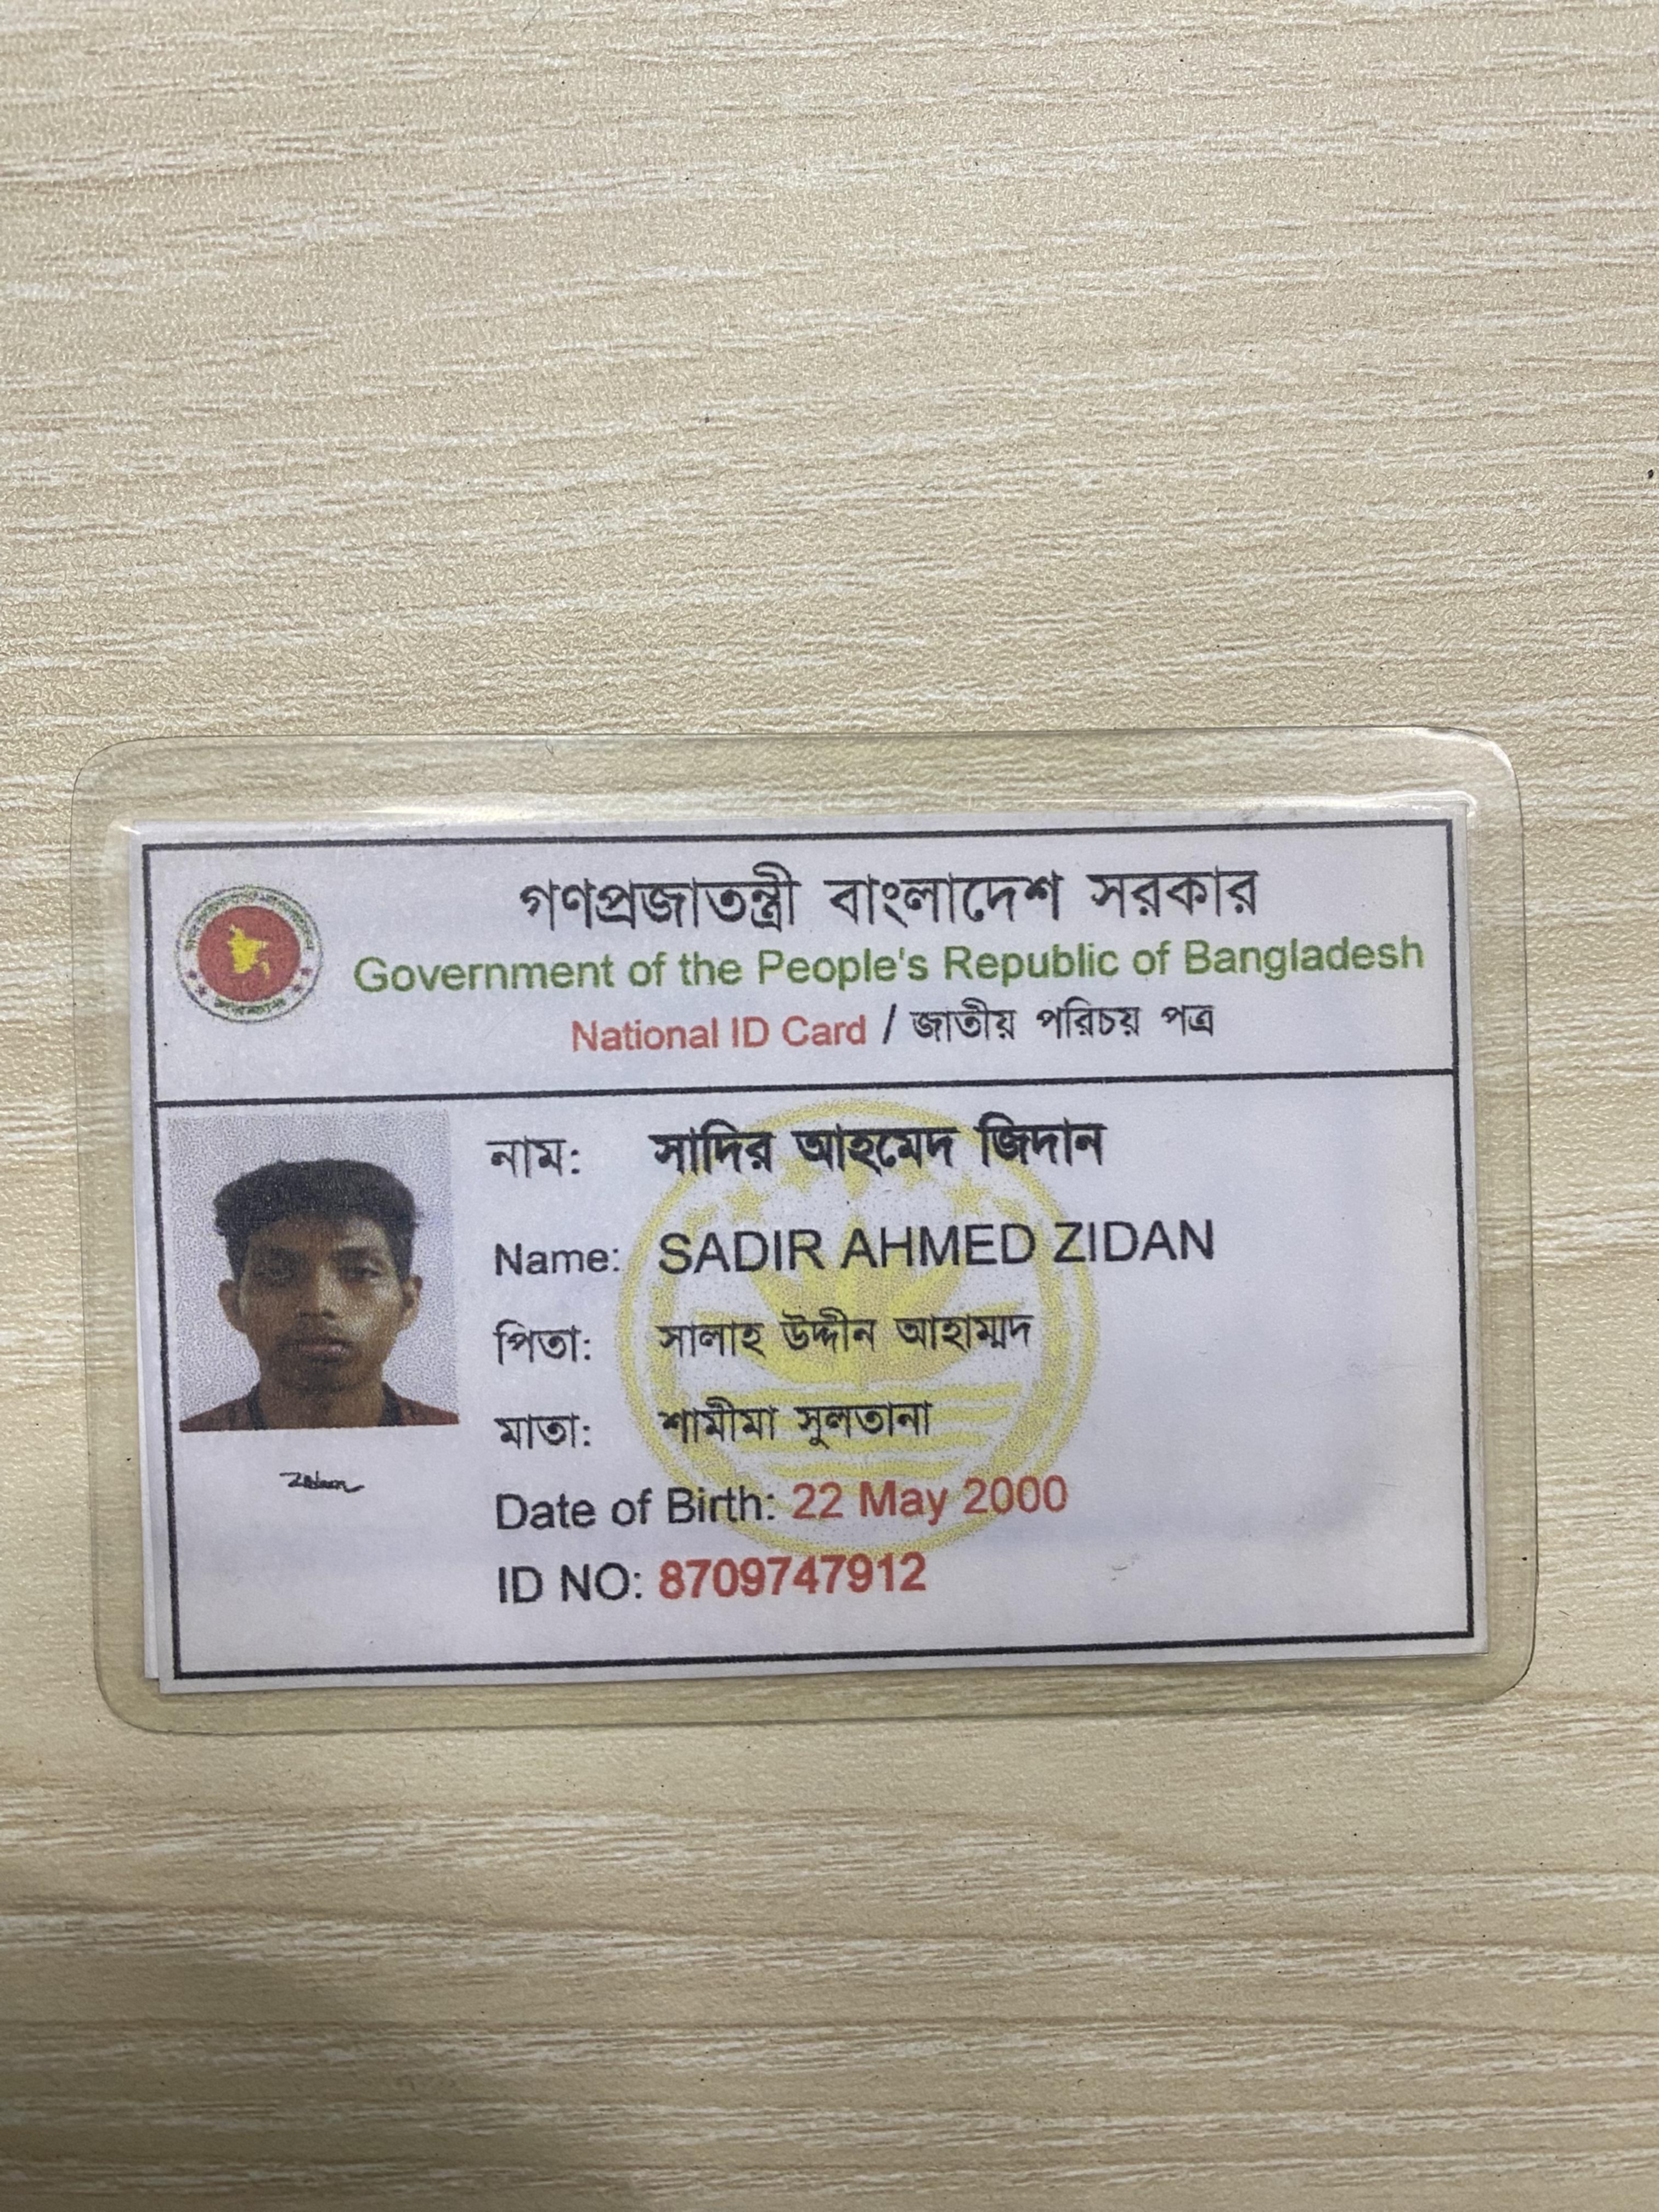 গণপ্রজাতন্ত্রী বাংলাদেশ সরকার
Government of the People's Republic of Bangladesh
National ID Card / জাতীয় পরিচয় পত্র
নাম: সাদির আহমেদ জিদান
Name: SADIR AHMED ZIDAN
পিতা: সালাহ উদ্দীন আহাম্মদ
মাতা: শামীমা সুলতানা
Zidan
Date of Birth: 22 May 2000
ID NO: 8709747912